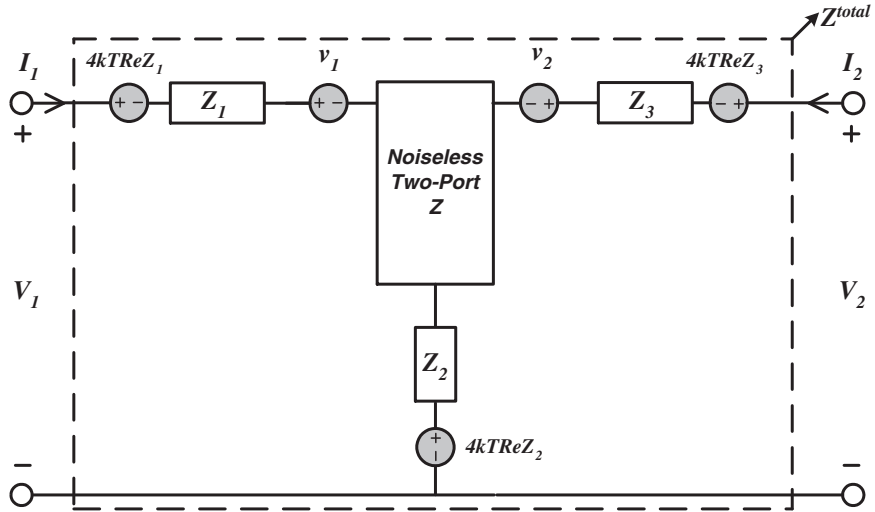 Z^total
I_1
4kTReZ_1
v_1
v_2
4kTReZ_3
I_2
+ −
Z_1
+ −
− +
Z_3
− +
+
+
Noiseless
Two-Port
Z
V_1
V_2
Z_2
+
−
4kTReZ_2
−
−